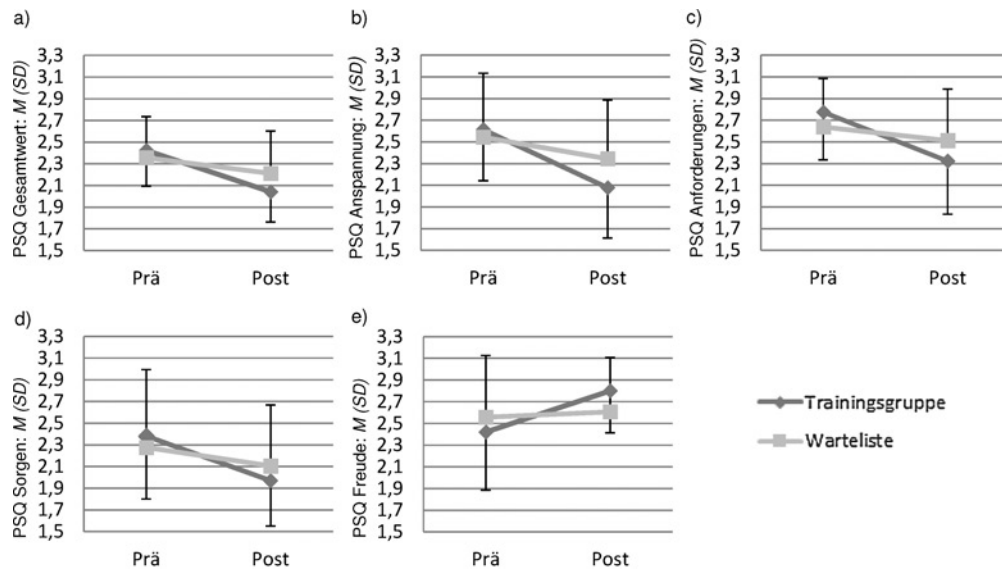 a)
PSQ Gesamtwert: M (SD)
3,3
3,1
2,9
2,7
2,5
2,3
2,1
1,9
1,7
1,5
Prä Post
b)
PSQ Anspannung: M (SD)
3,3
3,1
2,9
2,7
2,5
2,3
2,1
1,9
1,7
1,5
Prä Post
c)
PSQ Anforderungen: M (SD)
3,3
3,1
2,9
2,7
2,5
2,3
2,1
1,9
1,7
1,5
Prä Post
d)
PSQ Sorgen: M (SD)
3,3
3,1
2,9
2,7
2,5
2,3
2,1
1,9
1,7
1,5
Prä Post
e)
PSQ Freude: M (SD)
3,3
3,1
2,9
2,7
2,5
2,3
2,1
1,9
1,7
1,5
Prä Post
Trainingsgruppe
Warteliste